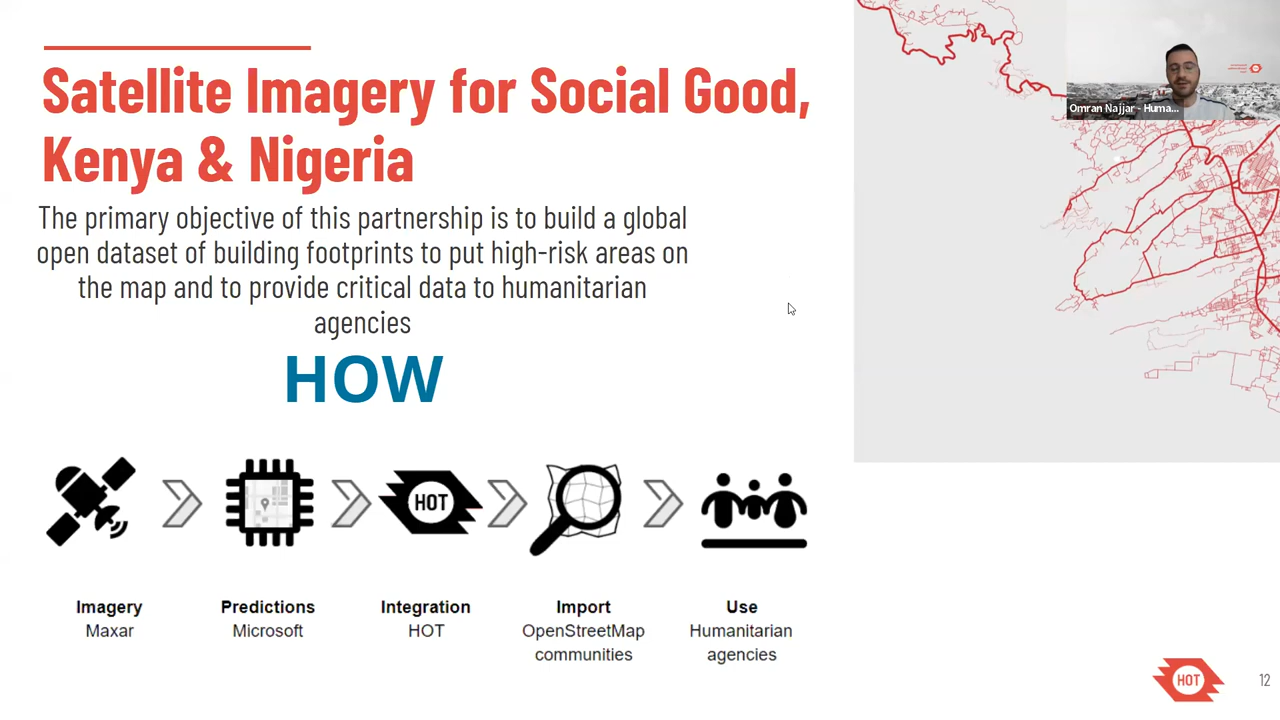 Satellite Imagery for Social Good,
Kenya & Nigeria
The primary objective of this partnership is to build a global
open dataset of building footprints to put high-risk areas on
the map and to provide critical data to humanitarian
agencies
HOW
HOT
Imagery
Maxar
Predictions
Microsoft
Integration
HOT
Import
OpenStreetMap
communities
Use
Humanitarian
agencies
Omran Najjar - Huma...
HOT
12